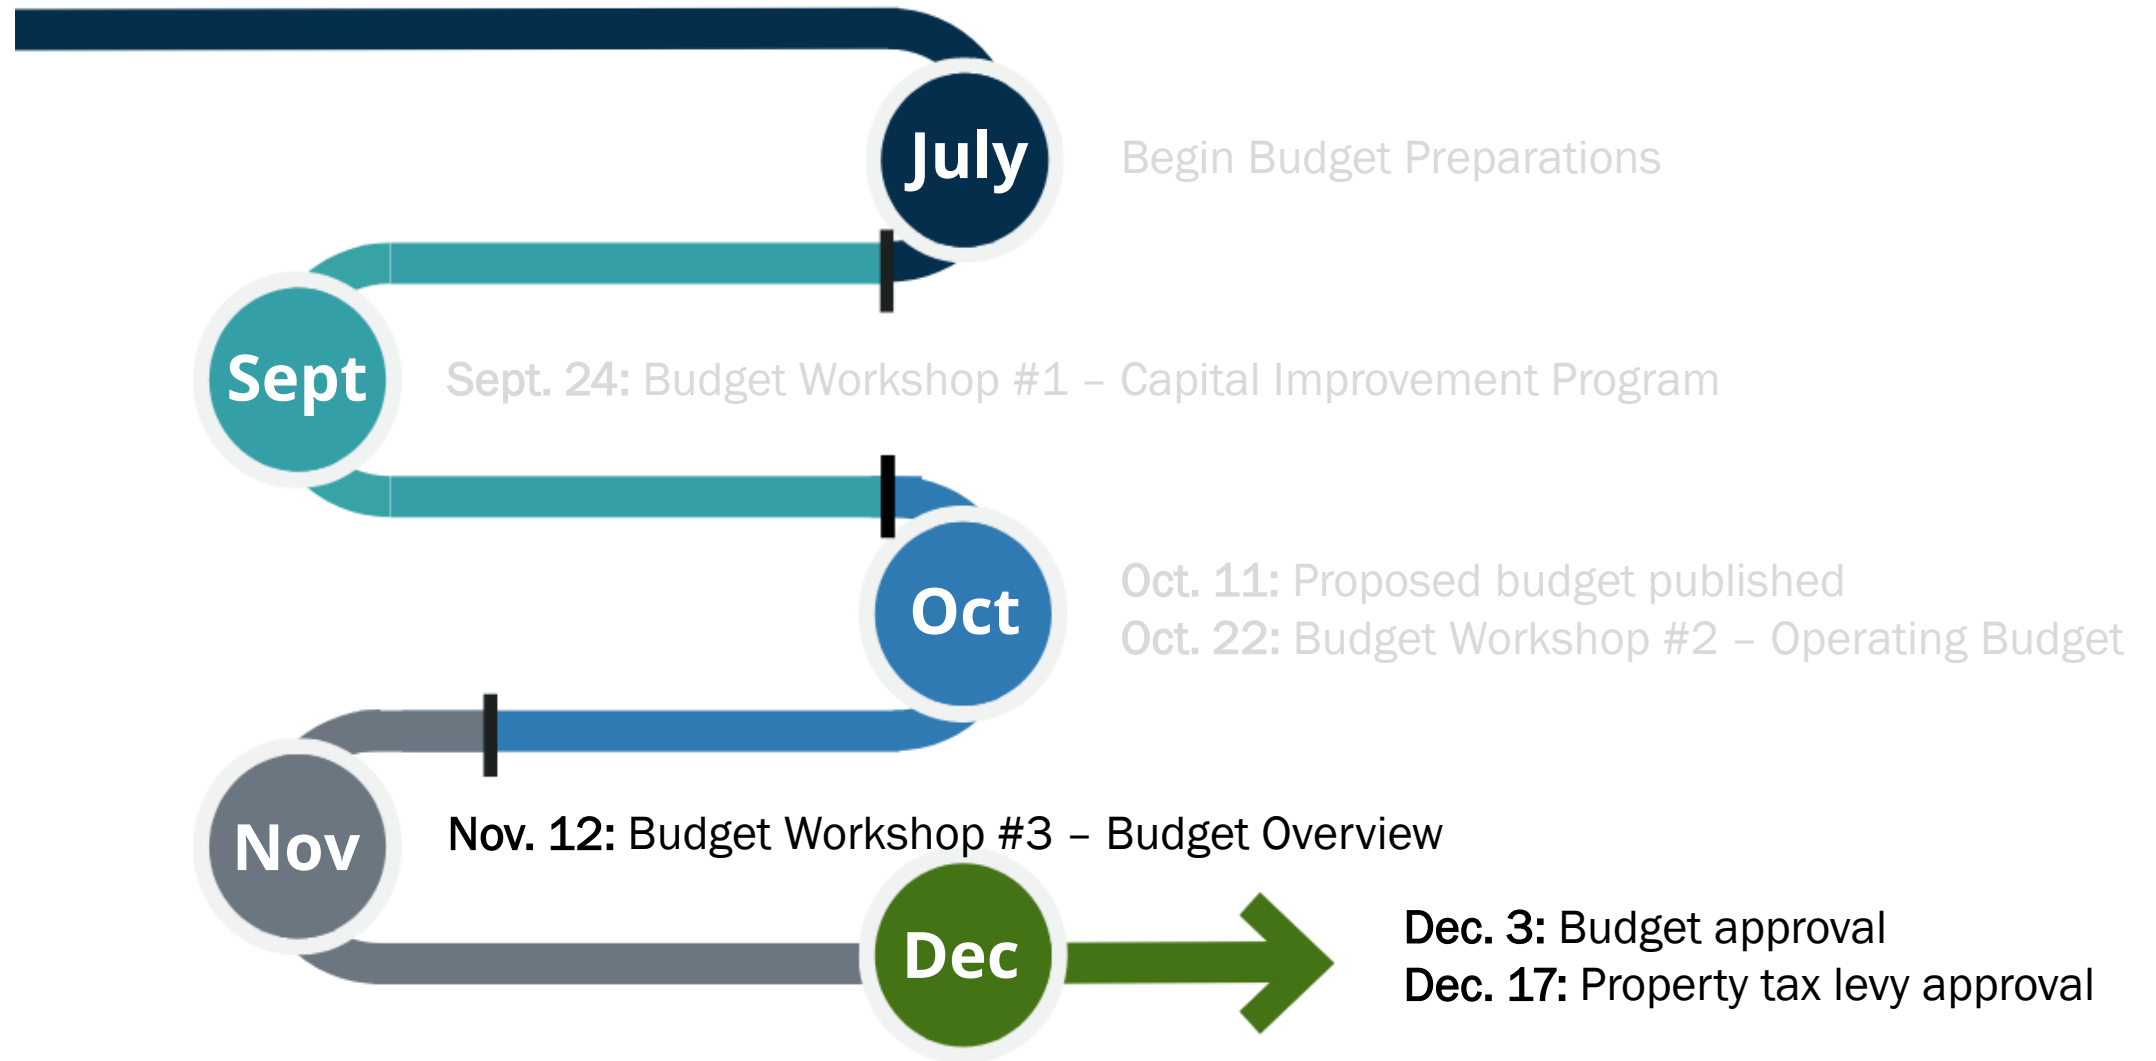 July
Begin Budget Preparations
Sept
Sept. 24: Budget Workshop #1 – Capital Improvement Program
Oct
Oct. 11: Proposed budget published
Oct. 22: Budget Workshop #2 – Operating Budget
Nov
Nov. 12: Budget Workshop #3 – Budget Overview
Dec
Dec. 3: Budget approval
Dec. 17: Property tax levy approval